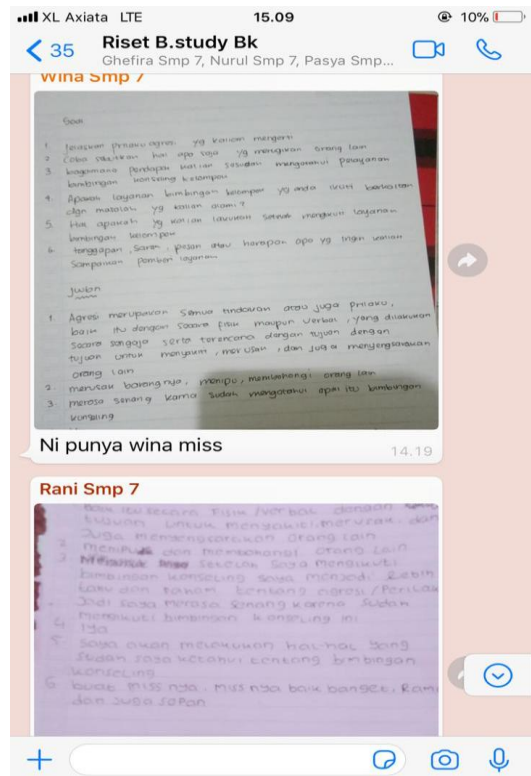 XL Axiata LTE 15.09 10%
35 Riset B.study Bk
Ghefira Smp 7, Nurul Smp 7, Pasya Smp...
Wina Smp 7
Soal
1. Jelaskan prilaku agresi yg kalian mengerti
2. Coba sebutkan hal apa saja yg merugikan orang lain
3. bagaimana pendapat kalian sesudah mengetahui pelayanan
bimbingan konseling kelompok
4. Apakah layanan bimbingan kelompok yg anda ikuti berkaitan
dgn masalah yg kalian alami?
5. Hal apakah yg kalian lakukan setelah mengikuti layanan
bimbingan kelompok
6. tanggapan, saran, pesan atau harapan apa yg ingin kalian
Sampaikan pemberi layanan
Jwaban
1. Agresi merupakan semua tindakan atau juga prilaku,
baik itu dengan secara fisik maupun verbal, yang dilakukan
secara sengaja serta terencana dengan tujuan dengan
tujuan untuk menyakiti, merusak, dan juga menyengsarakan
orang lain
2. merusak barangnya, menipu, membohongi orang lain
3. merasa senang karna sudah mengetahui apa itu bimbingan
konseling
Ni punya wina miss
14.19
Rani Smp 7
baik itu secara fisik/verbal dengan
tujuan untuk menyakiti, merusak, dan
Juga menyengsarakan orang lain
2 menipu dan membohongi orang lain
3 setelah saya mengikuti
bimbingan konseling saya menjadi lebih
tahu dan paham tentang agresi/perilaku
Jadi saya merasa senang karena sudah
mengikuti bimbingan konseling ini
4 Iya
5 saya akan melakukan hal-hal yang
sudah saya ketahui tentang bimbingan
konseling
6 buat miss nya, miss nya baik banget, Ramah
dan juga sopan